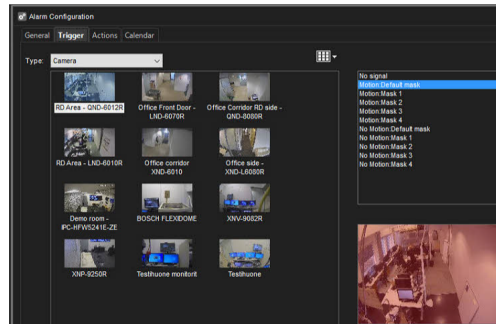 Alarm Configuration
General Trigger Actions Calendar
Type: Camera
RD Area - QND-6012R
Office Front Door -
LND-6070R
Office Corridor RD side -
QND-8080R
RD Area - LND-6010R
Office corridor
XND-6010
Office side -
XND-L6080R
Demo room -
IPC-HFW5241E-ZE
BOSCH FLEXIDOME
XNV-9082R
XNP-9250R
Testihuone monitorit
Testihuone
No signal
Motion:Default mask
Motion:Mask 1
Motion:Mask 2
Motion:Mask 3
Motion:Mask 4
No Motion:Default mask
No Motion:Mask 1
No Motion:Mask 2
No Motion:Mask 3
No Motion:Mask 4